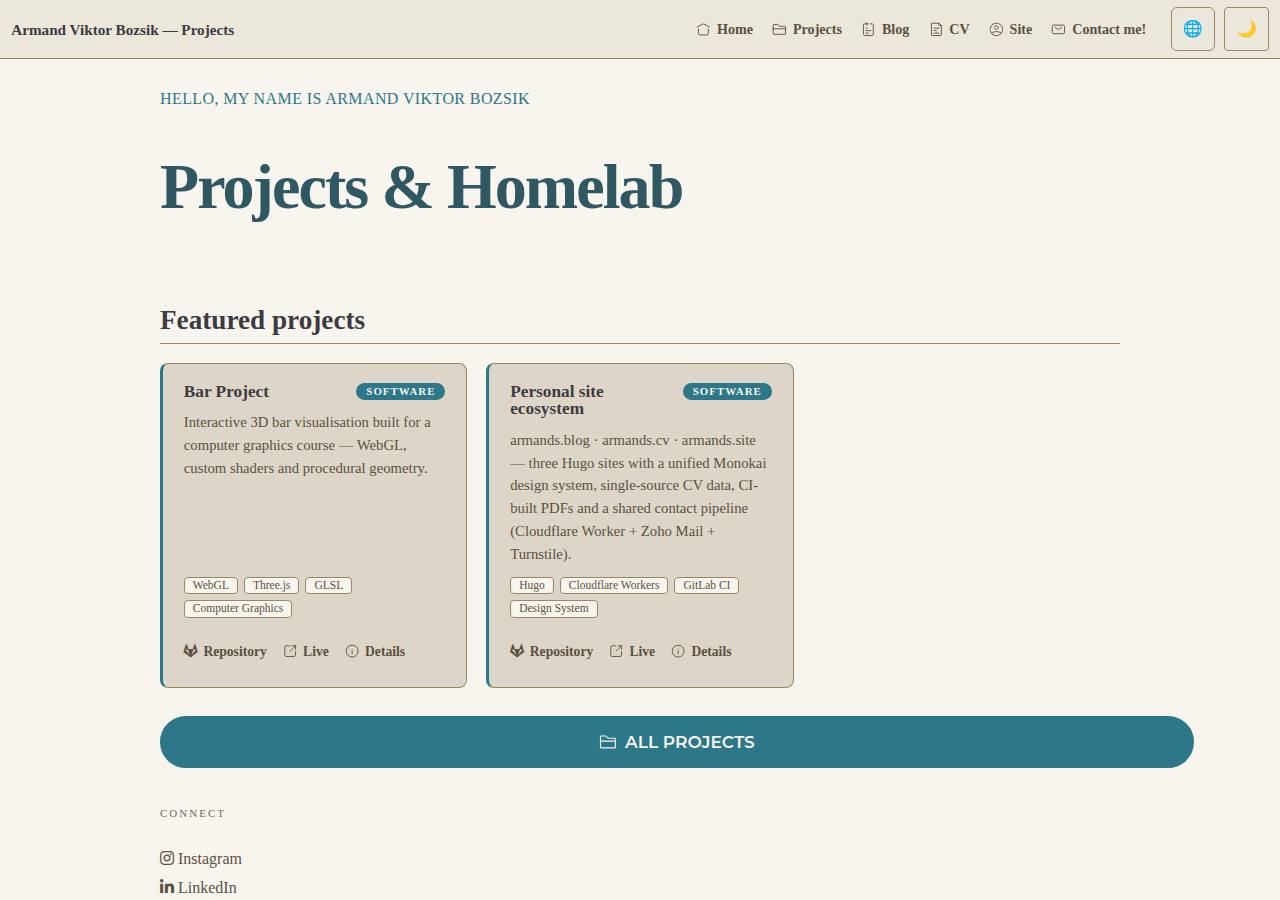 Armand Viktor Bozsik — Projects
Home
Projects
Blog
CV
Site
Contact me!
HELLO, MY NAME IS ARMAND VIKTOR BOZSIK
Projects & Homelab
Featured projects
Bar Project
SOFTWARE
Interactive 3D bar visualisation built for a
computer graphics course — WebGL,
custom shaders and procedural geometry.
WebGL
Three.js
GLSL
Computer Graphics
Repository
Live
Details
Personal site
ecosystem
SOFTWARE
armands.blog · armands.cv · armands.site
— three Hugo sites with a unified Monokai
design system, single-source CV data, CI-
built PDFs and a shared contact pipeline
(Cloudflare Worker + Zoho Mail +
Turnstile).
Hugo
Cloudflare Workers
GitLab CI
Design System
Repository
Live
Details
ALL PROJECTS
CONNECT
Instagram
LinkedIn